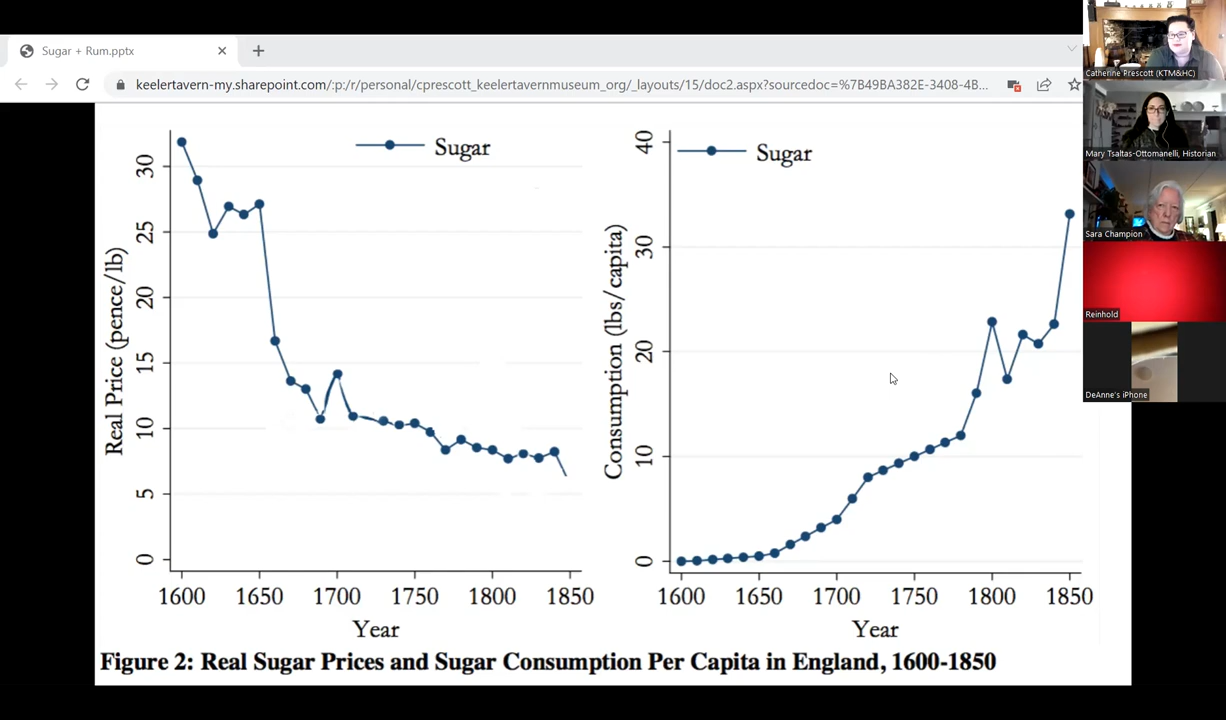 Sugar + Rum.pptx
keelertavern-my.sharepoint.com/:p:/r/personal/cprescott_keelertavernmuseum_org/_layouts/15/doc2.aspx?sourcedoc=%7B49BA382E-3408-4B...
Catherine Prescott (KTM&HC)
Mary Tsaltas-Ottomanelli, Historian
Sara Champion
Reinhold
DeAnne's iPhone
Sugar
Real Price (pence/lb)
30
25
20
15
10
5
0
1600 1650 1700 1750 1800 1850
Year
Sugar
Consumption (lbs/capita)
40
30
20
10
0
1600 1650 1700 1750 1800 1850
Year
Figure 2: Real Sugar Prices and Sugar Consumption Per Capita in England, 1600-1850